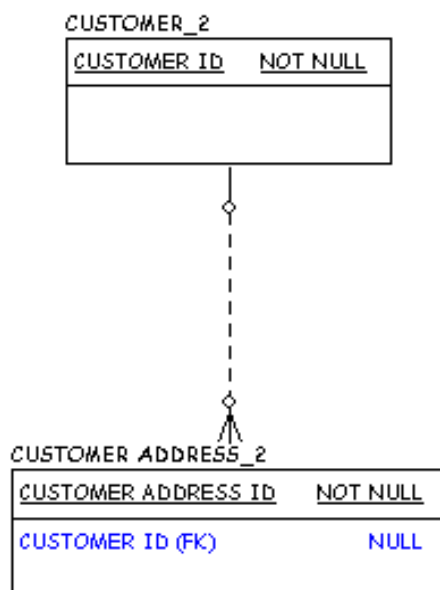 CUSTOMER_2
CUSTOMER ID NOT NULL
CUSTOMER ADDRESS_2
CUSTOMER ADDRESS ID NOT NULL
CUSTOMER ID (FK) NULL